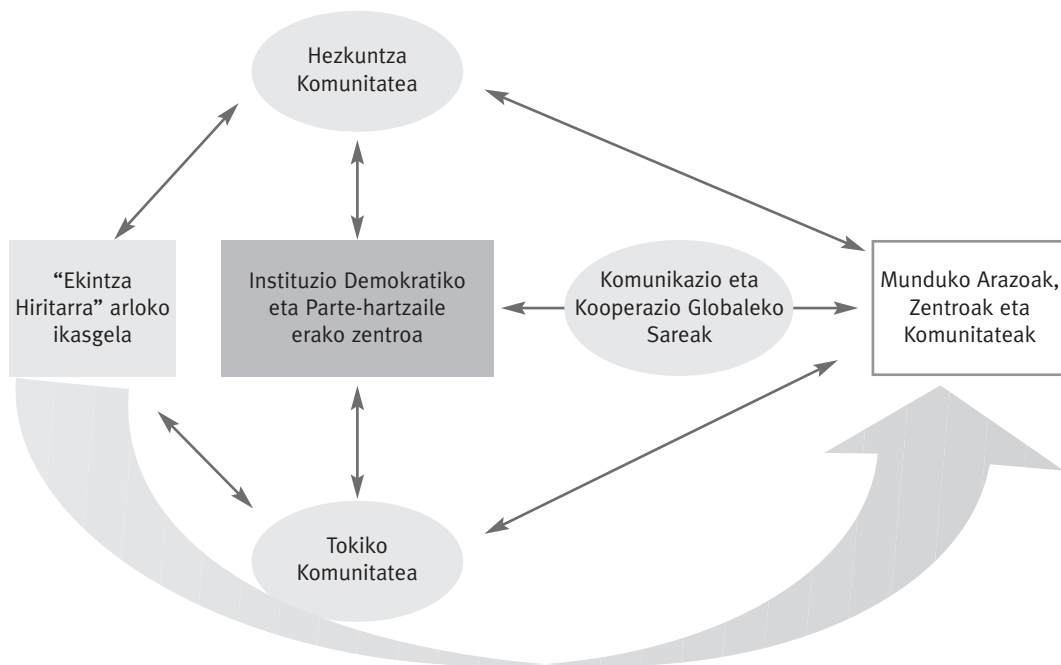 Hezkuntza
Komunitatea
“Ekintza
Hiritarra” arloko
ikasgela
Instituzio Demokratiko
eta Parte-hartzaile
erako zentroa
Komunikazio eta
Kooperazio Globaleko
Sareak
Munduko Arazoak,
Zentroak eta
Komunitateak
Tokiko
Komunitatea